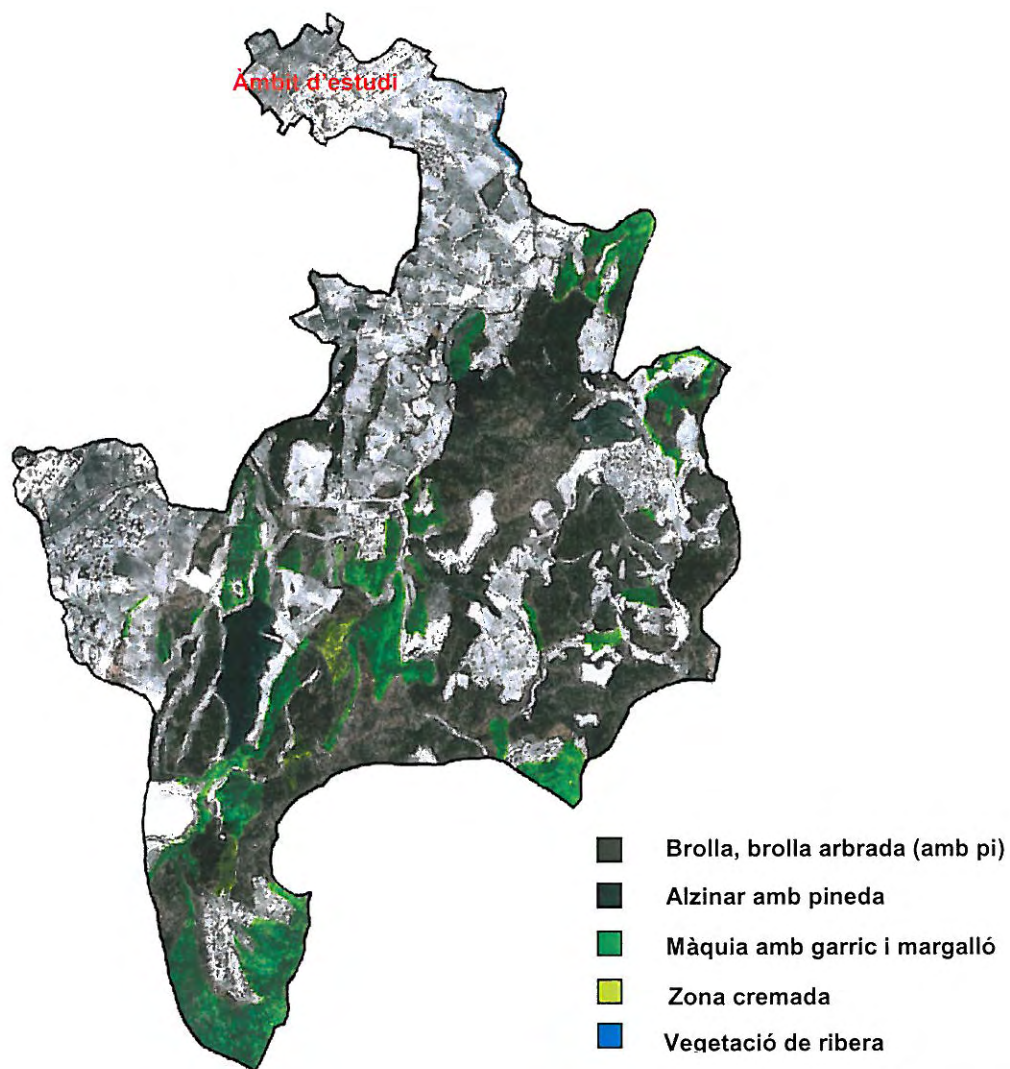 Àmbit d'estudi
Brolla, brolla arbrada (amb pi)
Alzinar amb pineda
Màquia amb garric i margalló
Zona cremada
Vegetació de ribera